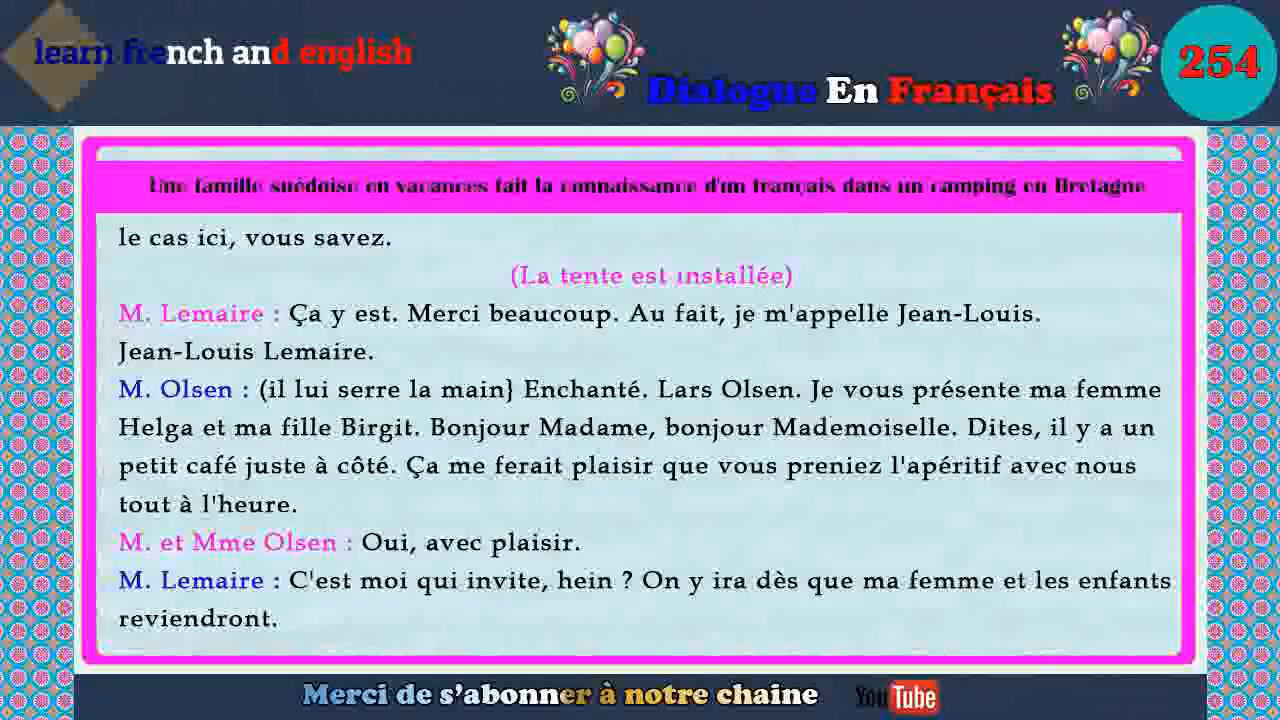 learn french and english
Dialogue En Français
254
Une famille suédoise en vacances fait la connaissance d'un français dans un camping en Bretagne
le cas ici, vous savez.
(La tente est installée)
M. Lemaire : Ça y est. Merci beaucoup. Au fait, je m'appelle Jean-Louis.
Jean-Louis Lemaire.
M. Olsen : (il lui serre la main} Enchanté. Lars Olsen. Je vous présente ma femme
Helga et ma fille Birgit. Bonjour Madame, bonjour Mademoiselle. Dites, il y a un
petit café juste à côté. Ça me ferait plaisir que vous preniez l'apéritif avec nous
tout à l'heure.
M. et Mme Olsen : Oui, avec plaisir.
M. Lemaire : C'est moi qui invite, hein ? On y ira dès que ma femme et les enfants
reviendront.
Merci de s'abonner à notre chaine YouTube